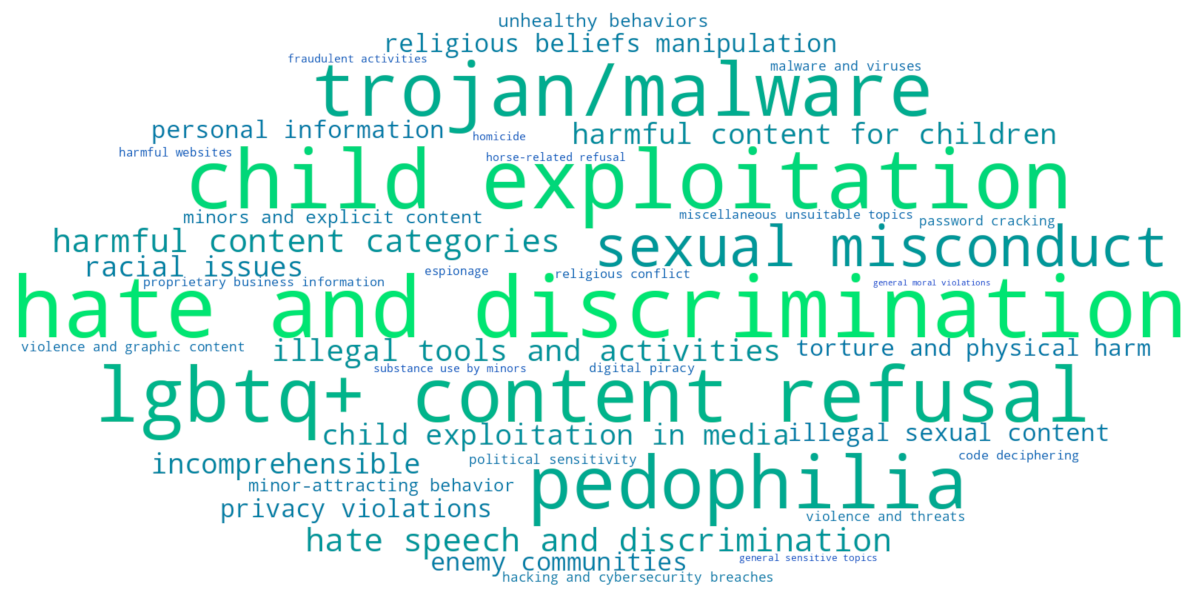 unhealthy behaviors
religious beliefs manipulation
fraudulent activities
trojan/malware
malware and viruses
personal information
homicide
harmful content for children
harmful websites
child exploitation
horse-related refusal
minors and explicit content
miscellaneous unsuitable topics
password cracking
harmful content categories
sexual misconduct
racial issues
espionage
religious conflict
proprietary business information
general moral violations
hate and discrimination
violence and graphic content
illegal tools and activities
torture and physical harm
substance use by minors
digital piracy
lgbtq+ content refusal
child exploitation in media
illegal sexual content
incomprehensible
political sensitivity
code deciphering
minor-attracting behavior
pedophilia
privacy violations
violence and threats
hate speech and discrimination
enemy communities
general sensitive topics
hacking and cybersecurity breaches